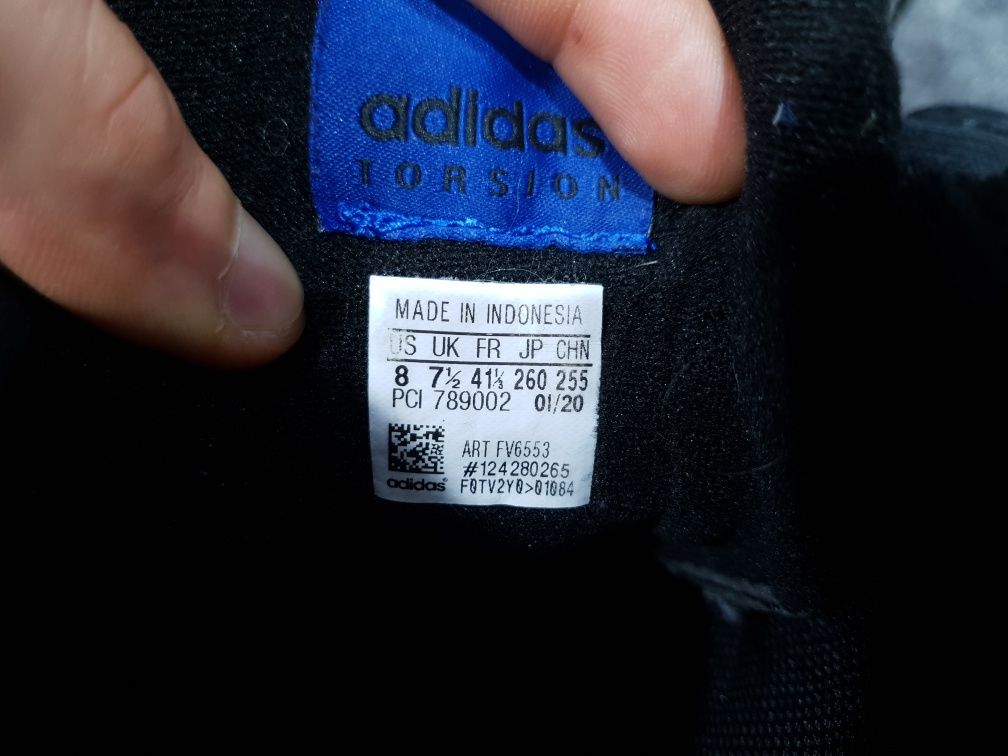 adidas
TORSION
MADE IN INDONESIA
US UK FR JP CHN
8 7½ 41⅓ 260 255
PCI 789002 01/20
ART FV6553
#124280265
adidas F0TV2Y0>01084